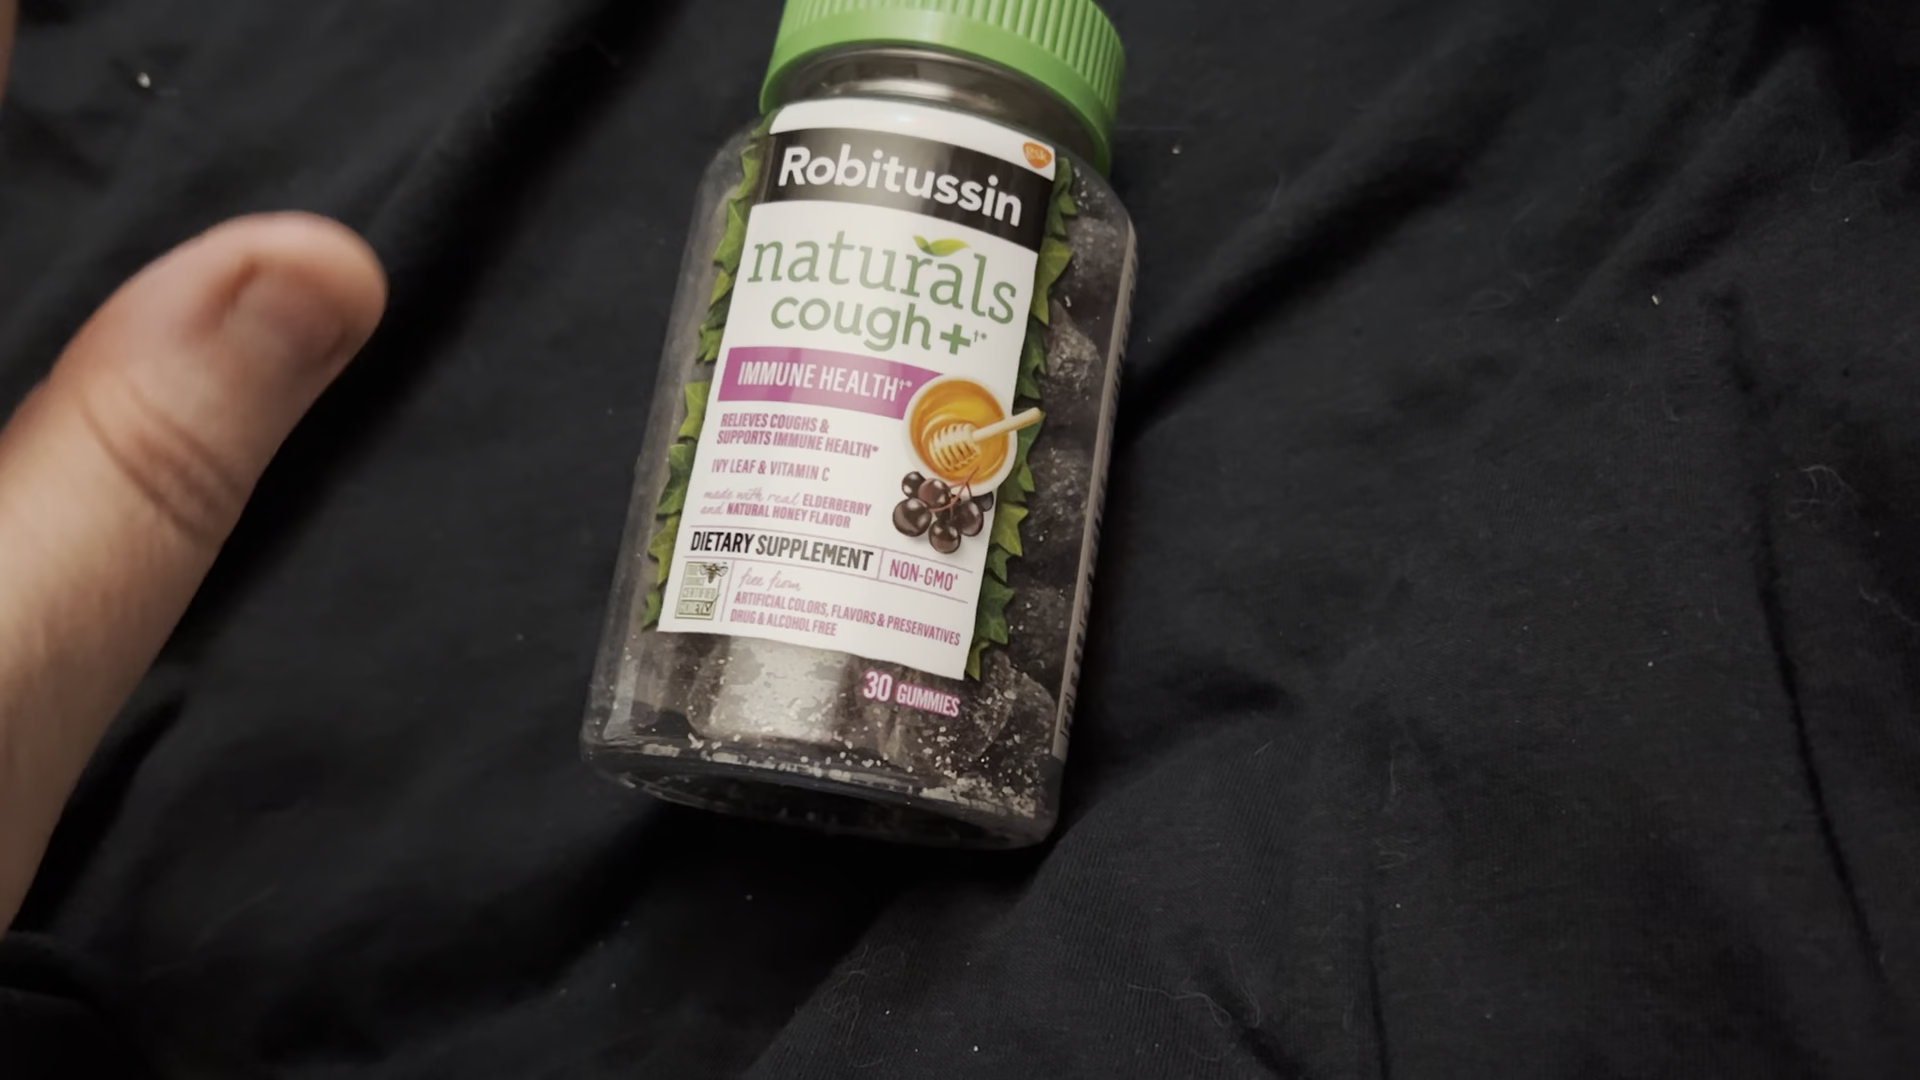 gsk
Robitussin
naturals
cough+†*
IMMUNE HEALTH†*
RELIEVES COUGHS &
SUPPORTS IMMUNE HEALTH*
IVY LEAF & VITAMIN C
made with real ELDERBERRY
and NATURAL HONEY FLAVOR
DIETARY SUPPLEMENT
NON-GMO
free from
ARTIFICIAL COLORS, FLAVORS & PRESERVATIVES
DRUG & ALCOHOL FREE
30 GUMMIES